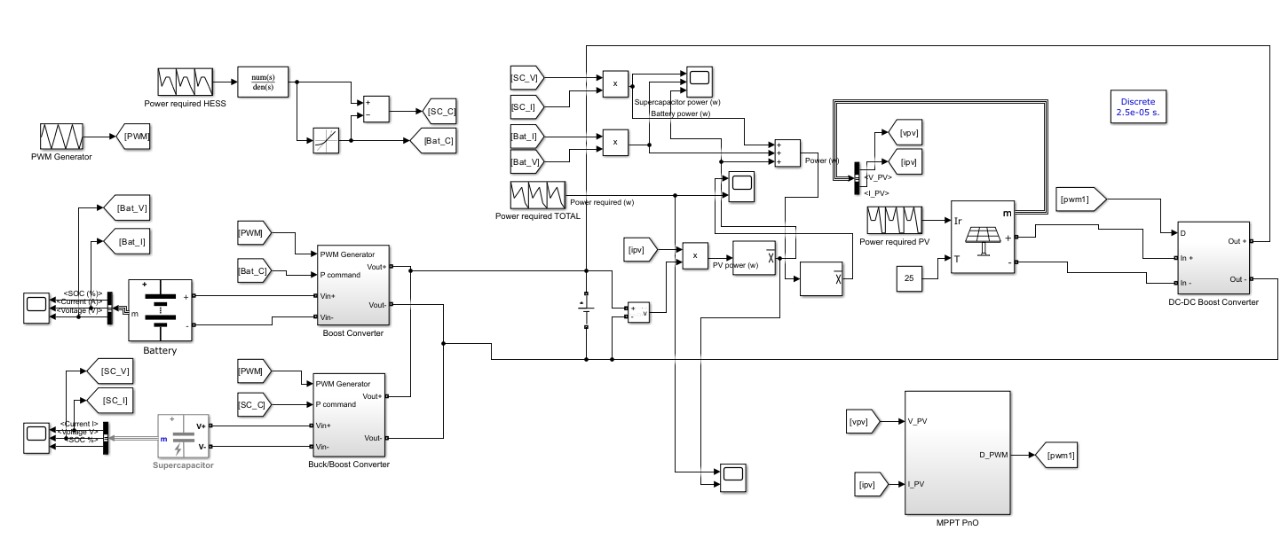 [SC_V]
num(s)
den(s)
Power required HESS
+
−
[SC_C]
[SC_I]
Supercapacitor power (w)
Battery power (w)
Discrete
2.5e-05 s.
[PWM]
PWM Generator
[Bat_C]
[Bat_I]
[Bat_V]
x
x
+
+
+
Power (w)
[vpv]
[ipv]
<V_PV>
<I_PV>
Power required (w)
Power required TOTAL
[Bat_V]
[Bat_I]
[PWM]
[Bat_C]
PWM Generator
P command
Vin+
Vin-
Vout+
Vout-
Boost Converter
<SOC (%)>
<Current (A)>
<Voltage (V)>
m
+
-
Battery
[ipv]
x
PV power (w)
x
x
+
-
v
Power required PV
25
Ir
T
m
+
-
[pwm1]
D
In +
In -
Out +
Out -
DC-DC Boost Converter
[SC_V]
[SC_I]
[PWM]
[SC_C]
PWM Generator
P command
Vin+
Vin-
Vout+
Vout-
Buck/Boost Converter
<Current I>
<Voltage V>
<SOC %>
m
+
V+
V-
Supercapacitor
[vpv]
[ipv]
V_PV
I_PV
D_PWM
[pwm1]
MPPT PnO